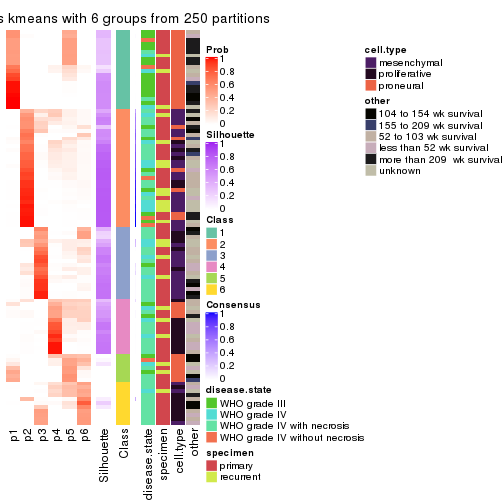 s kmeans with 6 groups from 250 partitions
Prob
1
0.8
0.6
0.4
0.2
0
Silhouette
1
0.8
0.6
0.4
0.2
0
Class
1
2
3
4
5
6
Consensus
1
0.8
0.6
0.4
0.2
0
disease.state
WHO grade III
WHO grade IV
WHO grade IV with necrosis
WHO grade IV without necrosis
specimen
primary
recurrent
cell.type
mesenchymal
proliferative
proneural
other
104 to 154 wk survival
155 to 209 wk survival
52 to 103 wk survival
less than 52 wk survival
more than 209 wk survival
unknown
p1
p2
p3
p4
p5
p6
Silhouette
Class
disease.state
specimen
cell.type
other